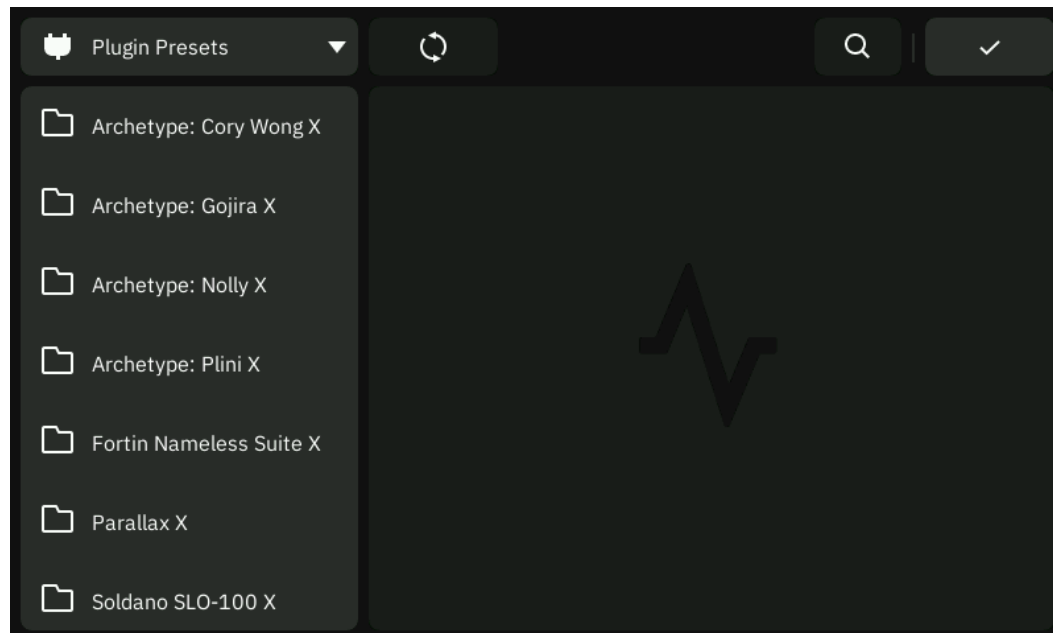 Plugin Presets
Archetype: Cory Wong X
Archetype: Gojira X
Archetype: Nolly X
Archetype: Plini X
Fortin Nameless Suite X
Parallax X
Soldano SLO-100 X